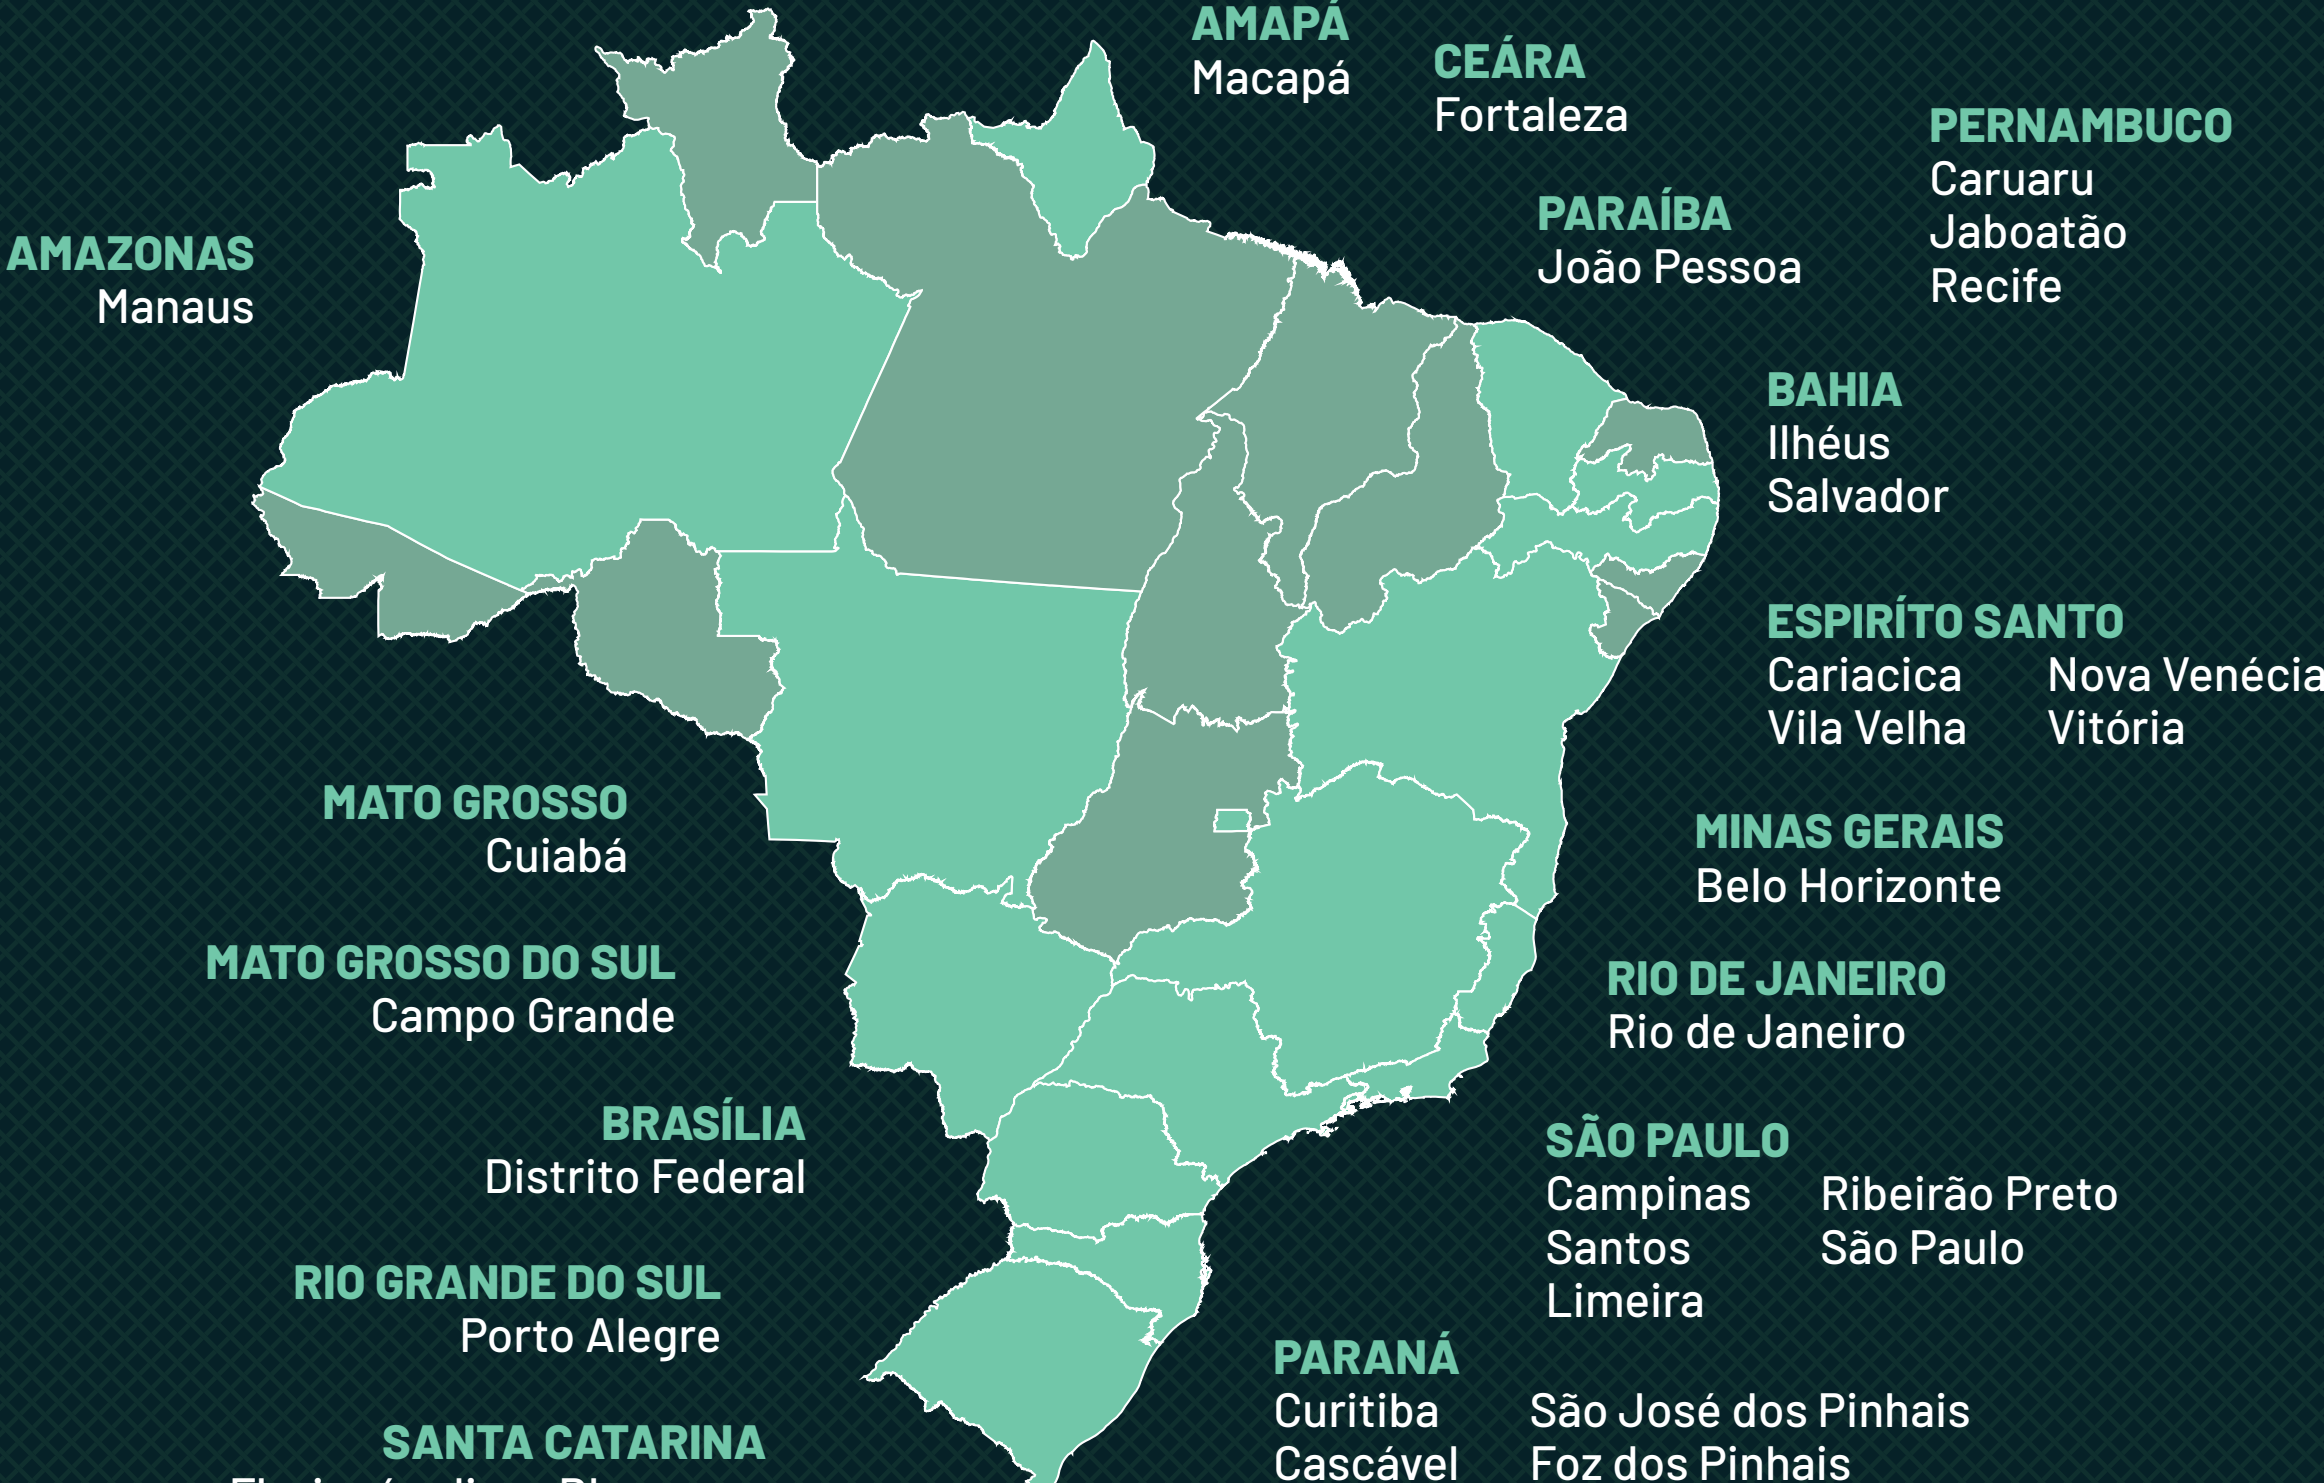 AMAPÁ
Macapá
CEÁRA
Fortaleza
PERNAMBUCO
Caruaru
Jaboatão
Recife
PARAÍBA
João Pessoa
AMAZONAS
Manaus
BAHIA
Ilhéus
Salvador
ESPIRÍTO SANTO
Cariacica Nova Venécia
Vila Velha Vitória
MATO GROSSO
Cuiabá
MINAS GERAIS
Belo Horizonte
MATO GROSSO DO SUL
Campo Grande
RIO DE JANEIRO
Rio de Janeiro
BRASÍLIA
Distrito Federal
SÃO PAULO
Campinas Ribeirão Preto
Santos São Paulo
Limeira
RIO GRANDE DO SUL
Porto Alegre
PARANÁ
Curitiba São José dos Pinhais
Cascável Foz dos Pinhais
SANTA CATARINA